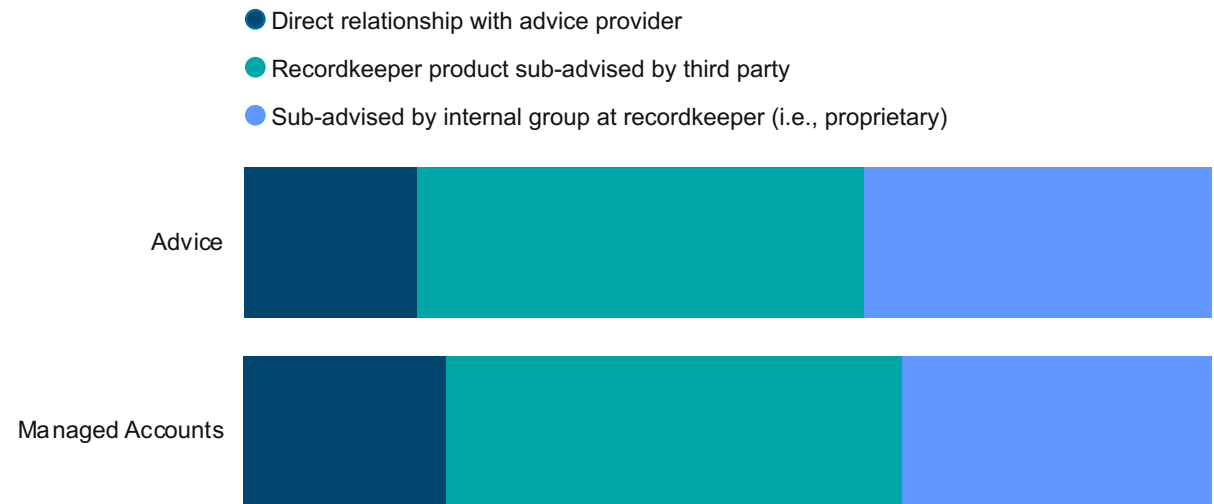 Direct relationship with advice provider
Recordkeeper product sub-advised by third party
Sub-advised by internal group at recordkeeper (i.e., proprietary)
Advice
Managed Accounts